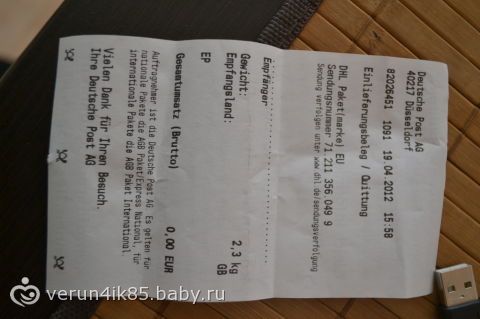 Deutsche Post AG
40217 Düsseldorf
82026451 1091 19.04.2012 15:58
Einlieferungsbeleg / Quittung
DHL Paket(marke) EU
Sendungsnummer 71 211 356 049 9
Sendung verfolgen unter www.dhl.de/sendungsverfolgung
Empfänger
Gewicht: 2,3 kg
Empfangsland: GB
EP
Gesamtumsatz (Brutto) 0,00 EUR
Auftragnehmer ist die Deutsche Post AG. Es gelten für
nationale Pakete die AGB Paket/Express National, für
internationale Pakete die AGB Paket International.
Vielen Dank für Ihren Besuch.
Ihre Deutsche Post AG
verun4ik85.baby.ru